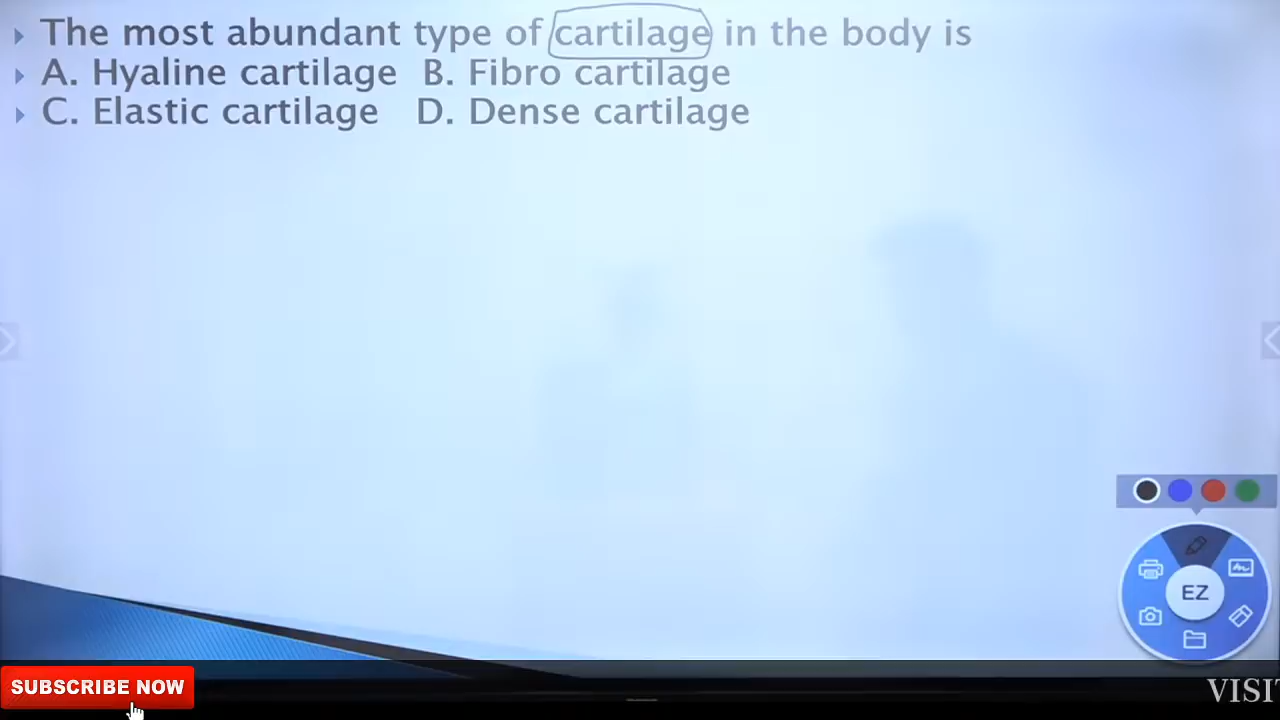 The most abundant type of cartilage in the body is
A. Hyaline cartilage B. Fibro cartilage
C. Elastic cartilage D. Dense cartilage
EZ
SUBSCRIBE NOW
VISI